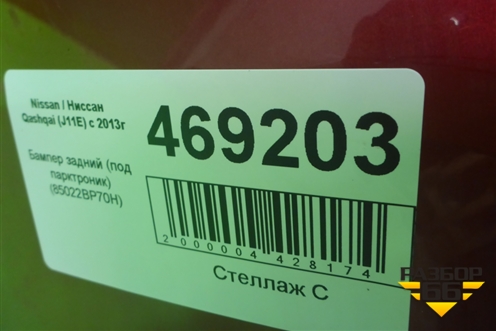 Nissan / Ниссан
Qashqai (J11E) с 2013г
469203
Бампер задний (под
парктроник)
(85022BP70H)
2000004428174
Стеллаж С
РАЗБОР
66